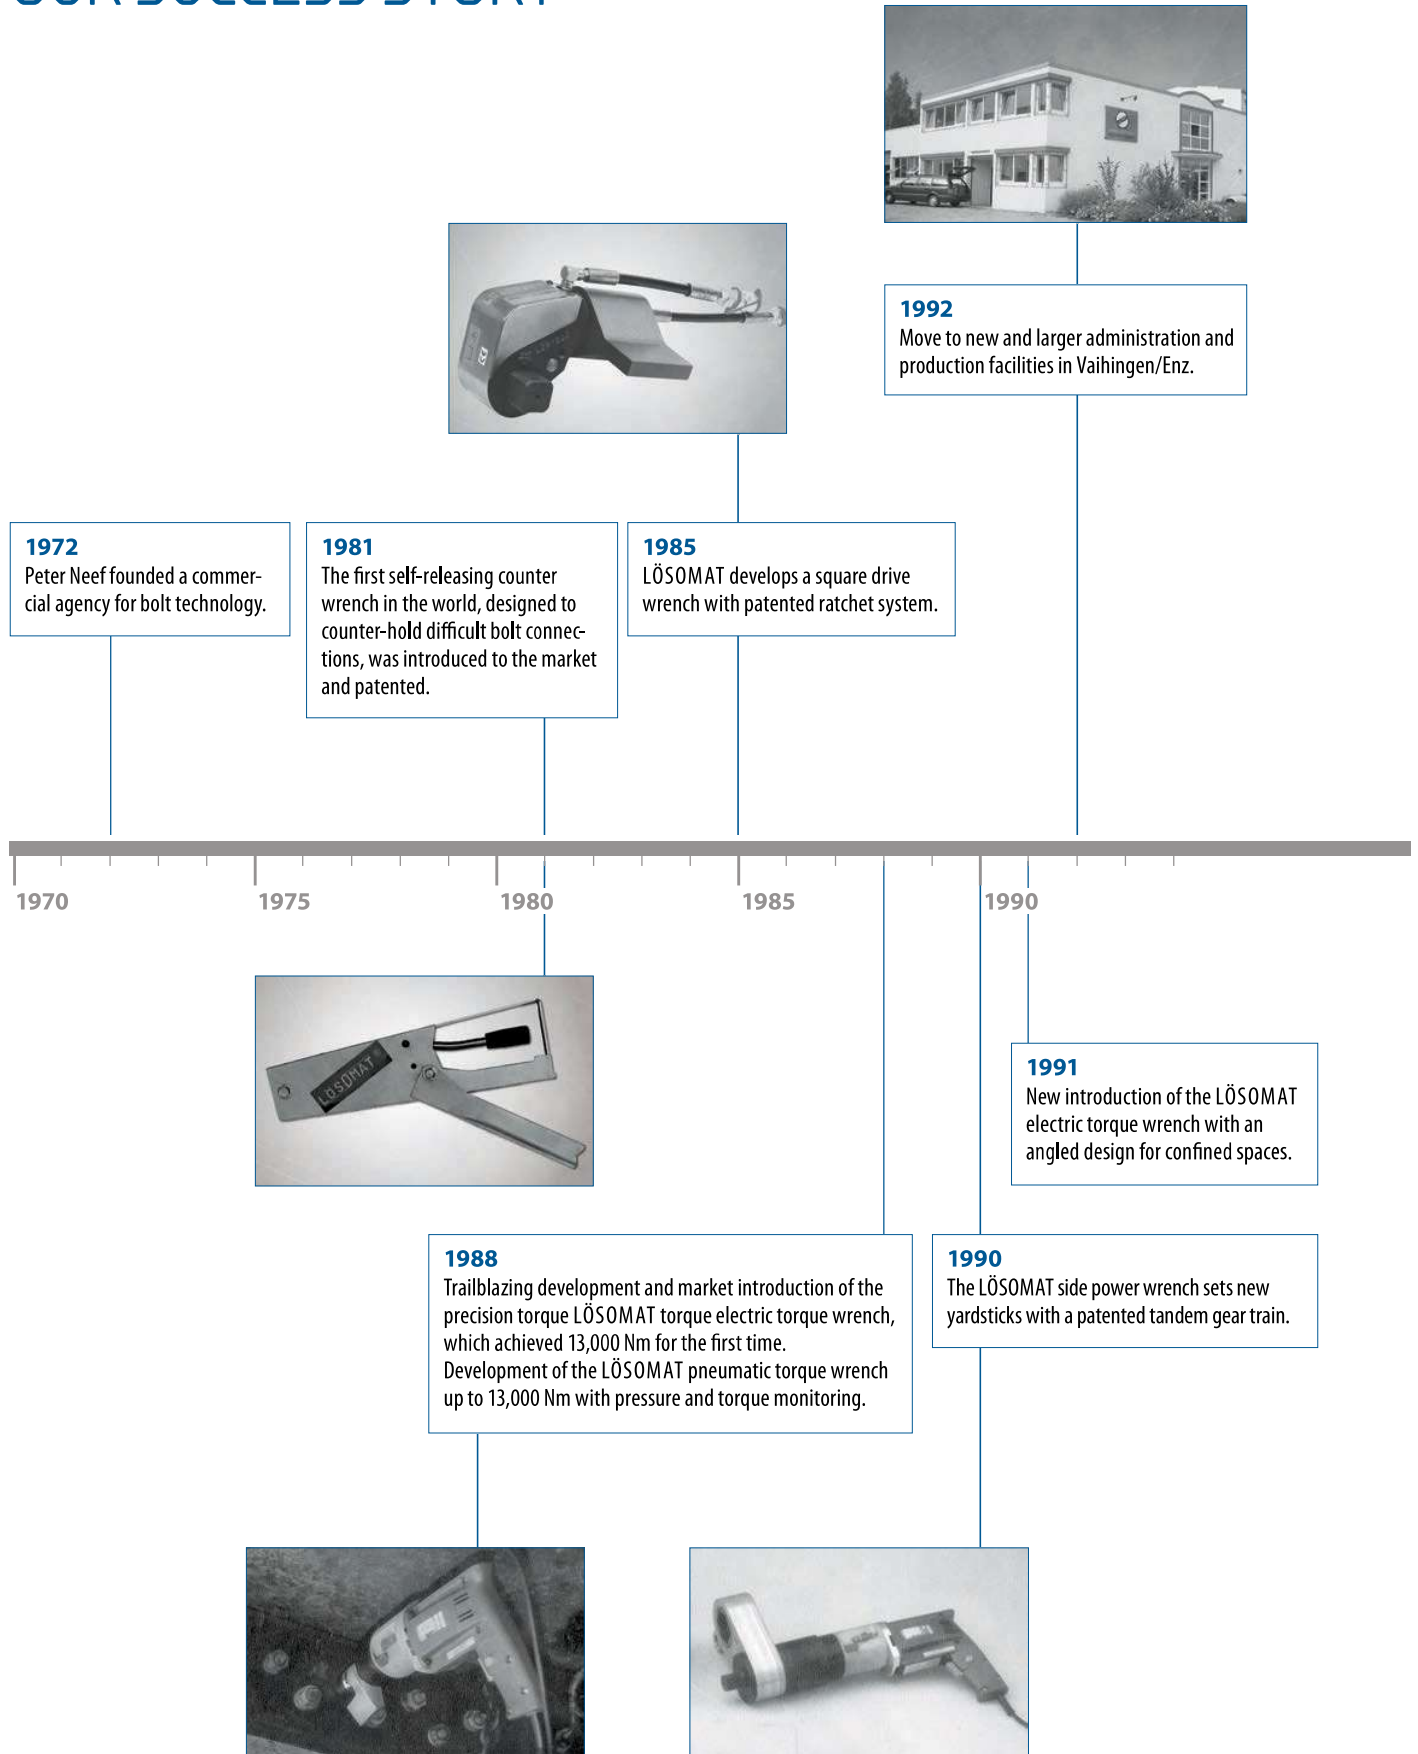 OUR SUCCESS STORY
1992
Move to new and larger administration and
production facilities in Vaihingen/Enz.
1972
Peter Neef founded a commer-
cial agency for bolt technology.
1981
The first self-releasing counter
wrench in the world, designed to
counter-hold difficult bolt connec-
tions, was introduced to the market
and patented.
1985
LÖSOMAT develops a square drive
wrench with patented ratchet system.
1970
1975
1980
1985
1990
LÖSOMAT
1991
New introduction of the LÖSOMAT
electric torque wrench with an
angled design for confined spaces.
1988
Trailblazing development and market introduction of the
precision torque LÖSOMAT torque electric torque wrench,
which achieved 13,000 Nm for the first time.
Development of the LÖSOMAT pneumatic torque wrench
up to 13,000 Nm with pressure and torque monitoring.
1990
The LÖSOMAT side power wrench sets new
yardsticks with a patented tandem gear train.